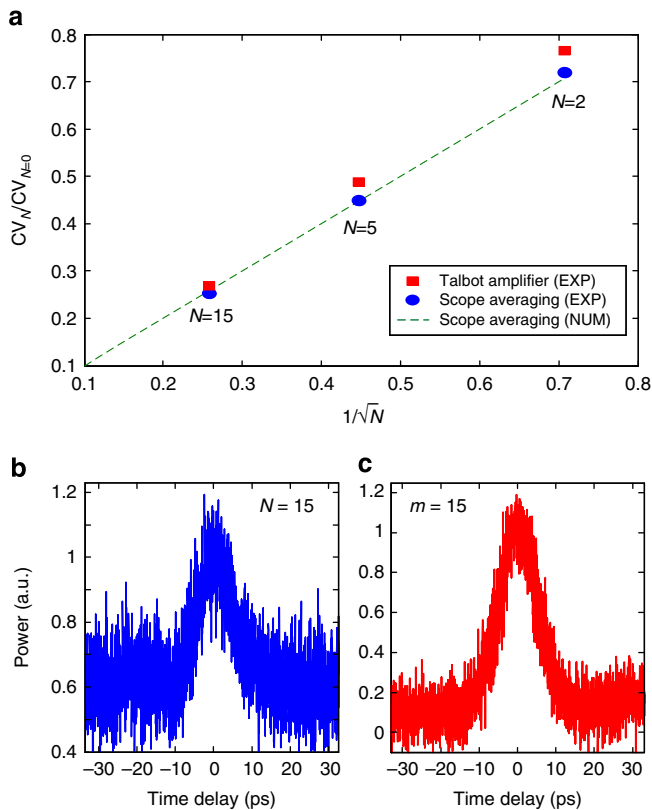 a
0.8
0.7
0.6
0.5
0.4
0.3
0.2
0.1
CV_N/CV_{N=0}
N=2
N=5
N=15
Talbot amplifier (EXP)
Scope averaging (EXP)
Scope averaging (NUM)
0.1 0.2 0.3 0.4 0.5 0.6 0.7 0.8
1/√N
b
1.2
1
0.8
0.6
0.4
Power (a.u.)
N = 15
−30 −20 −10 0 10 20 30
Time delay (ps)
c
1.2
1
0.8
0.6
0.4
0.2
0
m = 15
−30 −20 −10 0 10 20 30
Time delay (ps)